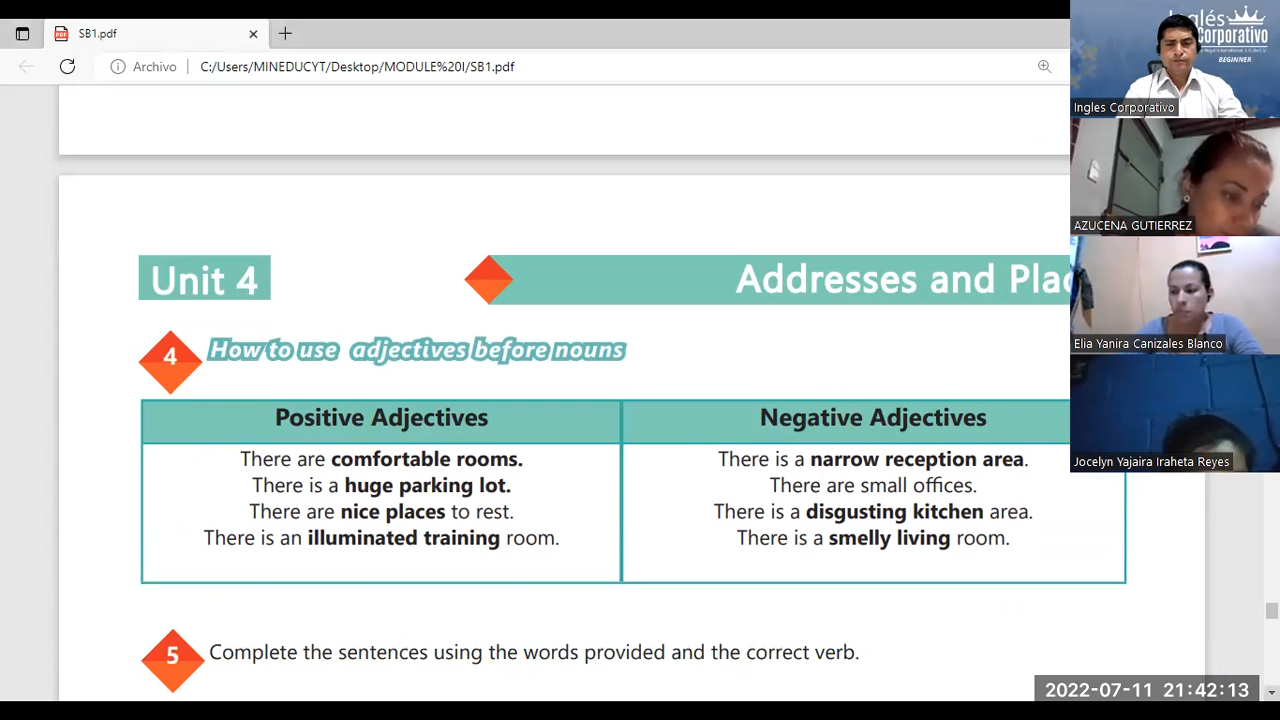 SB1.pdf
Archivo
C:/Users/MINEDUCYT/Desktop/MODULE%20I/SB1.pdf
Unit 4
Addresses and Pla
4
How to use adjectives before nouns
Positive Adjectives
Negative Adjectives
There are comfortable rooms.
There is a huge parking lot.
There are nice places to rest.
There is an illuminated training room.
There is a narrow reception area.
There are small offices.
There is a disgusting kitchen area.
There is a smelly living room.
5
Complete the sentences using the words provided and the correct verb.
Inglés
Corporativo
BEGINNER
Ingles Corporativo
AZUCENA GUTIERREZ
Elia Yanira Canizales Blanco
Jocelyn Yajaira Iraheta Reyes
2022-07-11 21:42:13